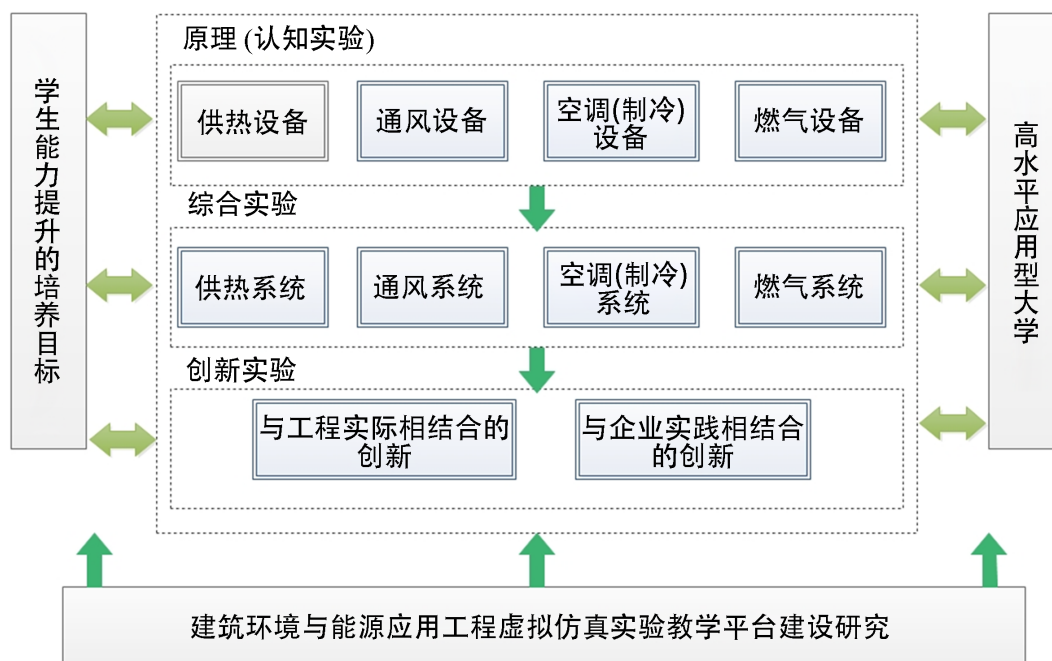 学生能力提升的培养目标
原理(认知实验)
供热设备
通风设备
空调(制冷)
设备
燃气设备
综合实验
供热系统
通风系统
空调(制冷)
系统
燃气系统
创新实验
与工程实际相结合的
创新
与企业实践相结合
的创新
高水平应用型大学
建筑环境与能源应用工程虚拟仿真实验教学平台建设研究